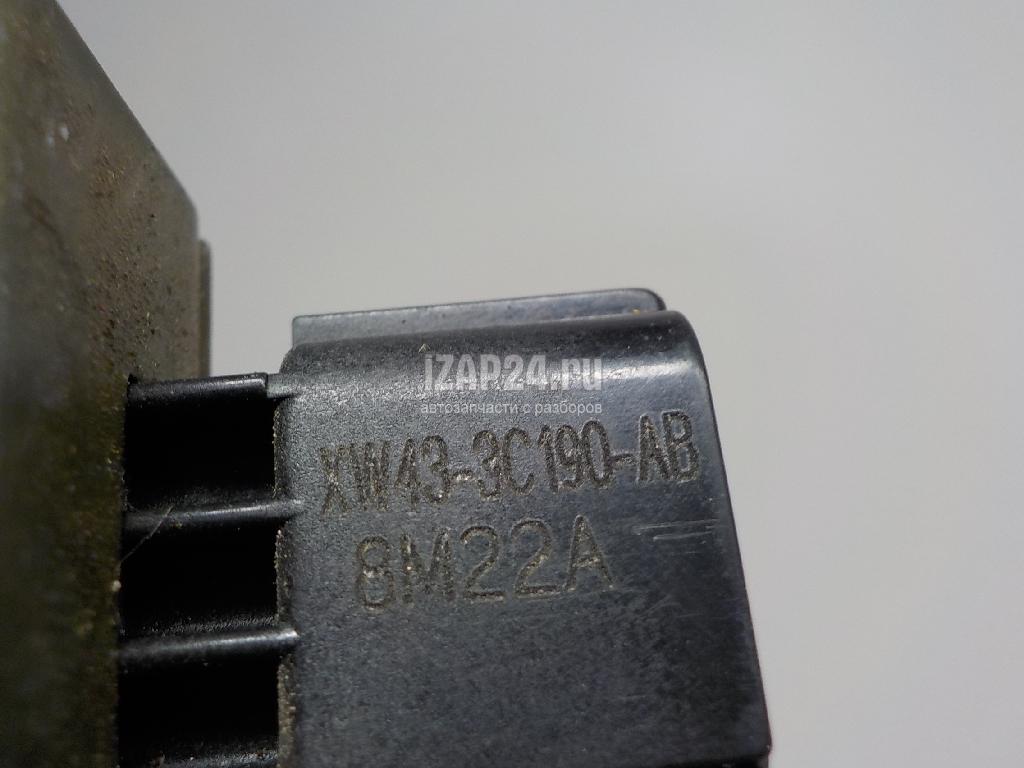 iZAP24.ru
автозапчасти с разборов
XW43-3C190-AB
8M22A